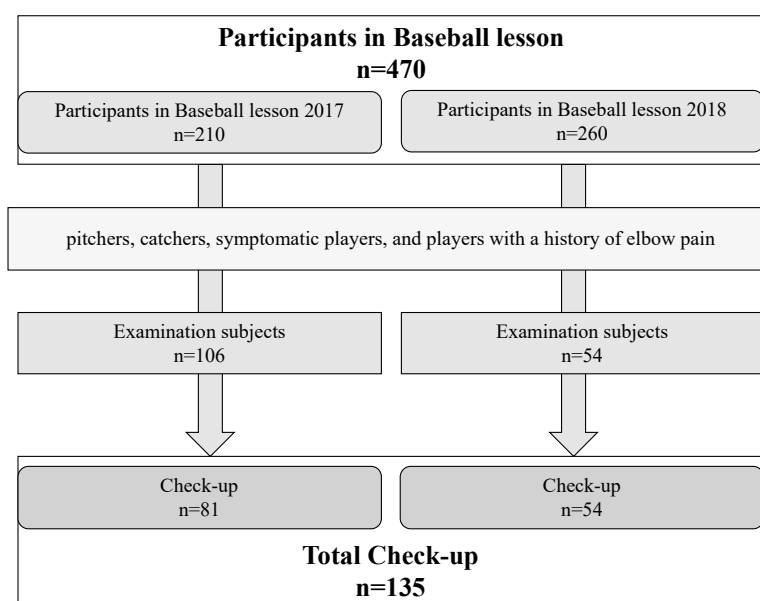 Participants in Baseball lesson
n=470
Participants in Baseball lesson 2017
n=210
Participants in Baseball lesson 2018
n=260
pitchers, catchers, symptomatic players, and players with a history of elbow pain
Examination subjects
n=106
Examination subjects
n=54
Check-up
n=81
Check-up
n=54
Total Check-up
n=135